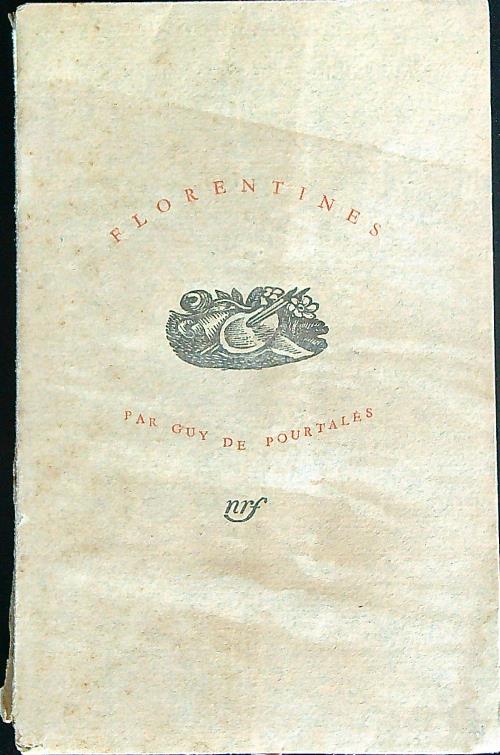 FLORENTINES
PAR GUY DE POURTALÈS
nrf